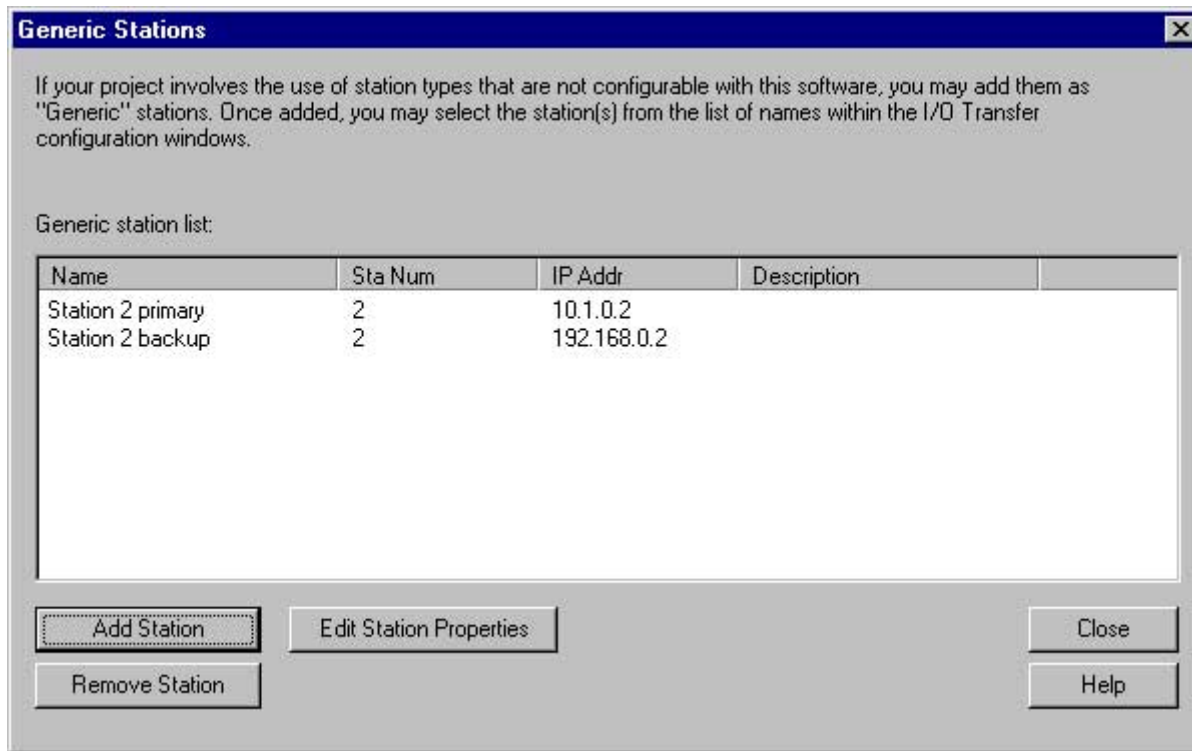 Generic Stations
If your project involves the use of station types that are not configurable with this software, you may add them as
"Generic" stations. Once added, you may select the station(s) from the list of names within the I/O Transfer
configuration windows.
Generic station list:
Name Sta Num IP Addr Description
Station 2 primary 2 10.1.0.2
Station 2 backup 2 192.168.0.2
Add Station Edit Station Properties Close
Remove Station Help